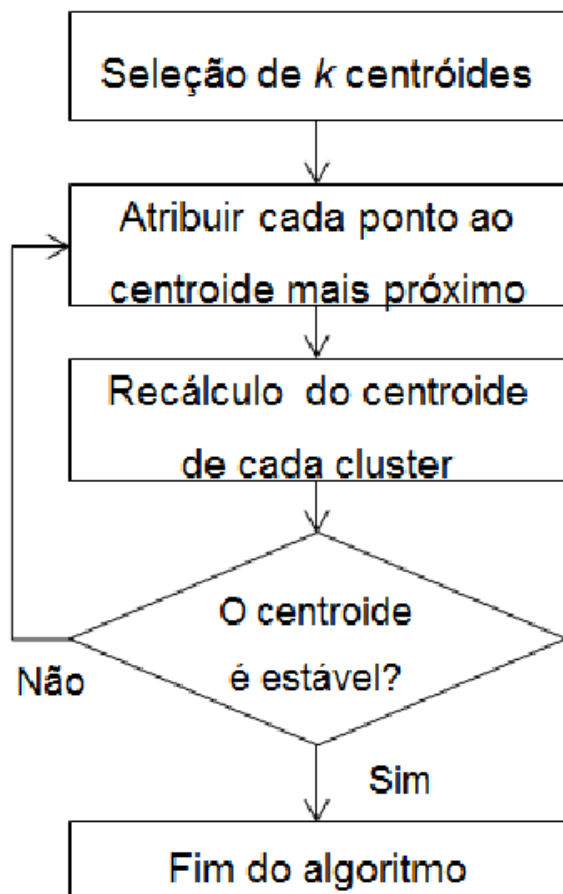 Seleção de k centróides
Atribuir cada ponto ao
centroide mais próximo
Recálculo do centroide
de cada cluster
O centroide
é estável?
Não
Sim
Fim do algoritmo